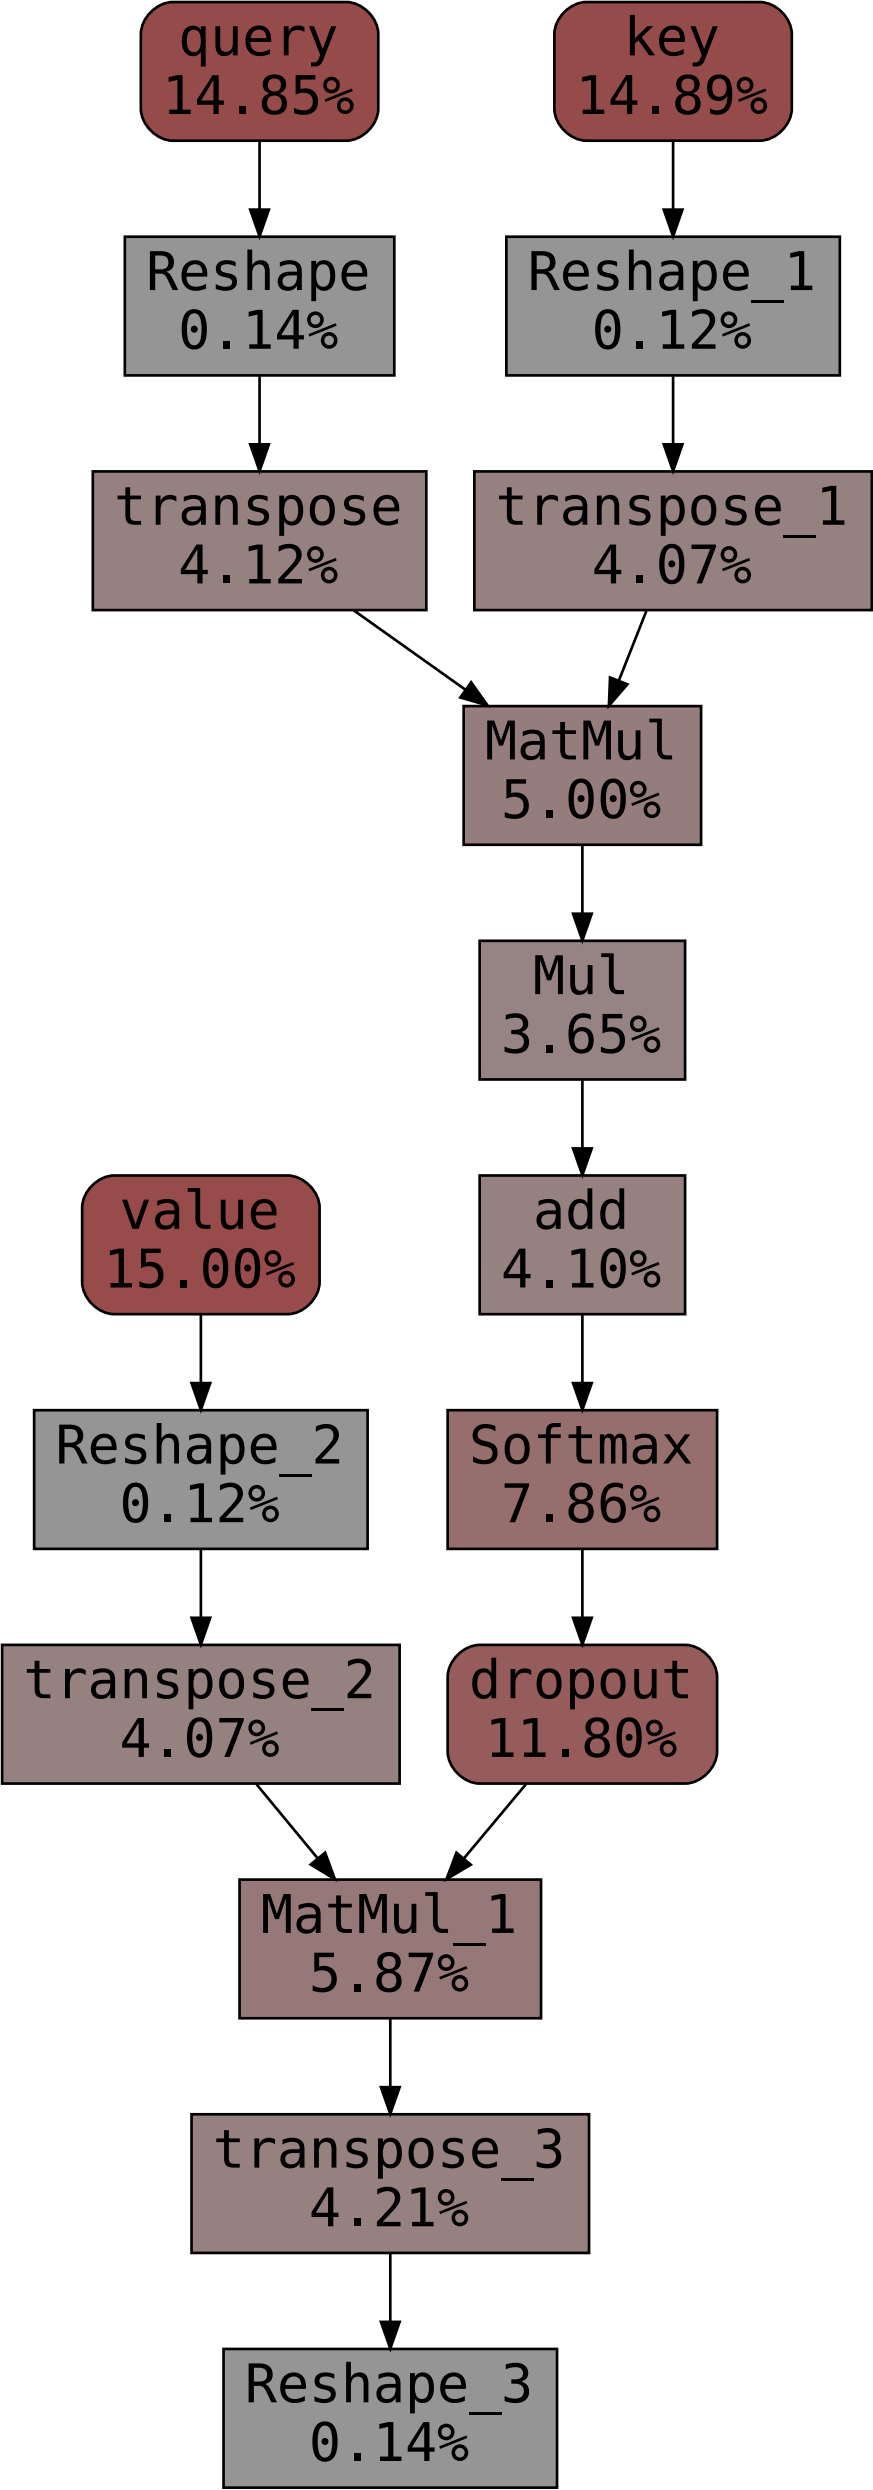 query
14.85%
key
14.89%
Reshape
0.14%
Reshape_1
0.12%
transpose
4.12%
transpose_1
4.07%
MatMul
5.00%
Mul
3.65%
add
4.10%
value
15.00%
Softmax
7.86%
Reshape_2
0.12%
dropout
11.80%
transpose_2
4.07%
MatMul_1
5.87%
transpose_3
4.21%
Reshape_3
0.14%